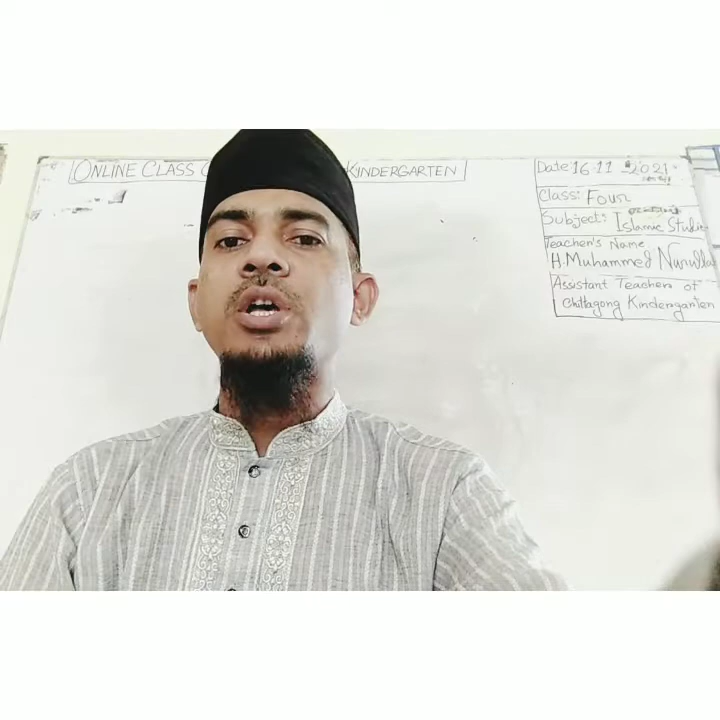 ONLINE CLASS KINDERGARTEN
Date: 16.11.2021
Class: Four
Subject: Islamic Studies
Teacher's Name
H.Muhammed Nurulla
Assistant Teacher of
Chittagong Kindergarten